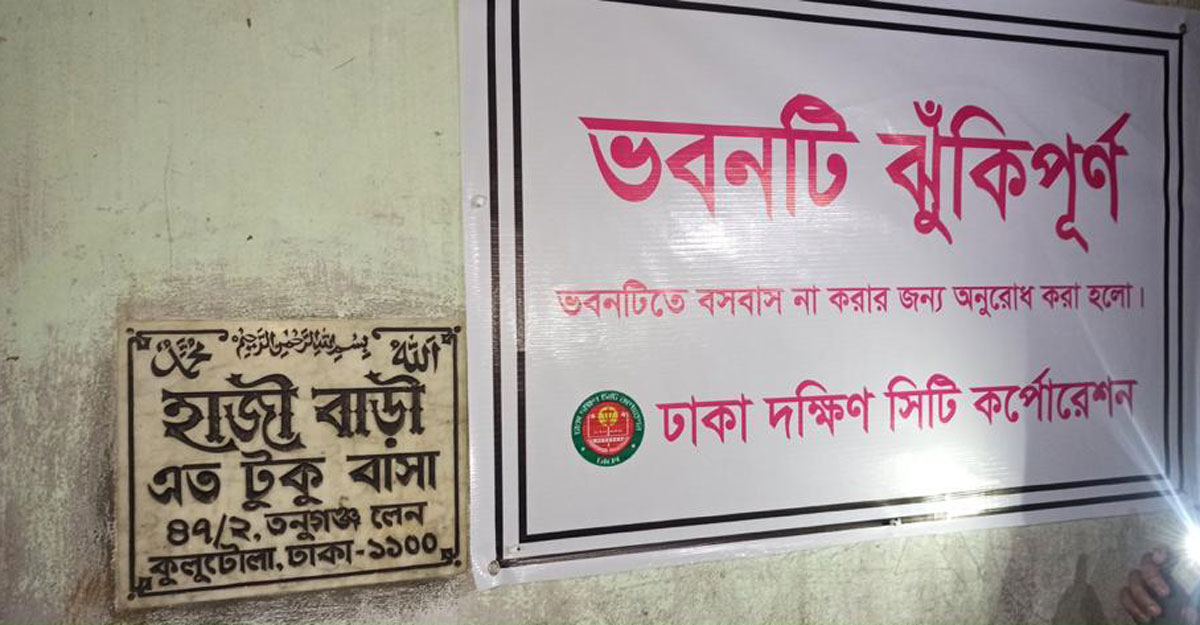 محمد بسم الله الرحمن الرحيم الله
হাজী বাড়ী
এত টুকু বাসা
৪৭/২, তনুগঞ্জ লেন
কুলুটোলা, ঢাকা-১১০০
ভবনটি ঝুঁকিপূর্ণ
ভবনটিতে বসবাস না করার জন্য অনুরোধ করা হলো।
ঢাকা দক্ষিণ সিটি কর্পোরেশন